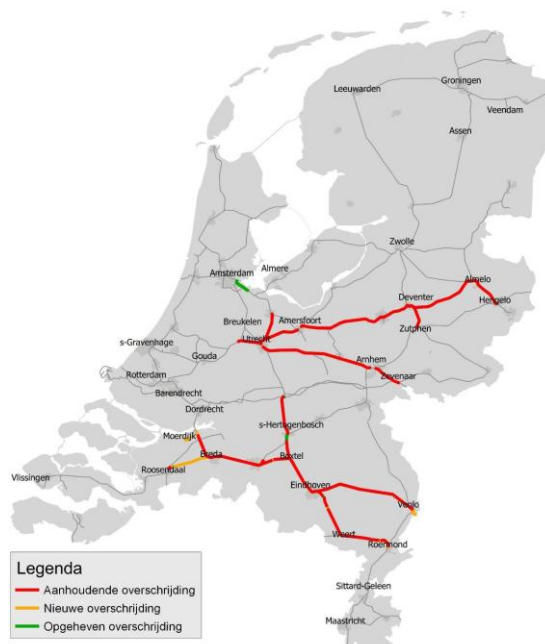 Groningen
Leeuwarden
Veendam
Assen
Zwolle
Amsterdam
Almere
Almelo
Deventer
Hengelo
Breukelen
Amersfoort
Zutphen
Utrecht
s-Gravenhage
Gouda
Arnhem
Zevenaar
Rotterdam
Barendrecht
Dordrecht
s-Hertogenbosch
Moerdijk
Breda
Boxtel
Roosendaal
Vlissingen
Eindhoven
Venlo
Weert
Roermond
Legenda
Aanhoudende overschrijding
Nieuwe overschrijding
Opgeheven overschrijding
Sittard-Geleen
Maastricht